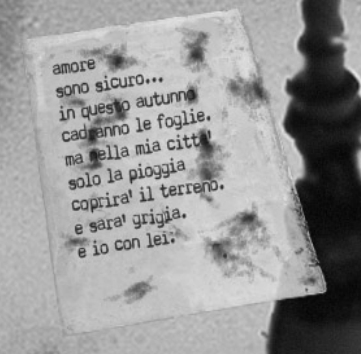 amore
sono sicuro...
in questo autunno
cadranno le foglie.
ma nella mia citta'
solo la pioggia
coprira' il terreno.
e sara' grigia.
e io con lei.